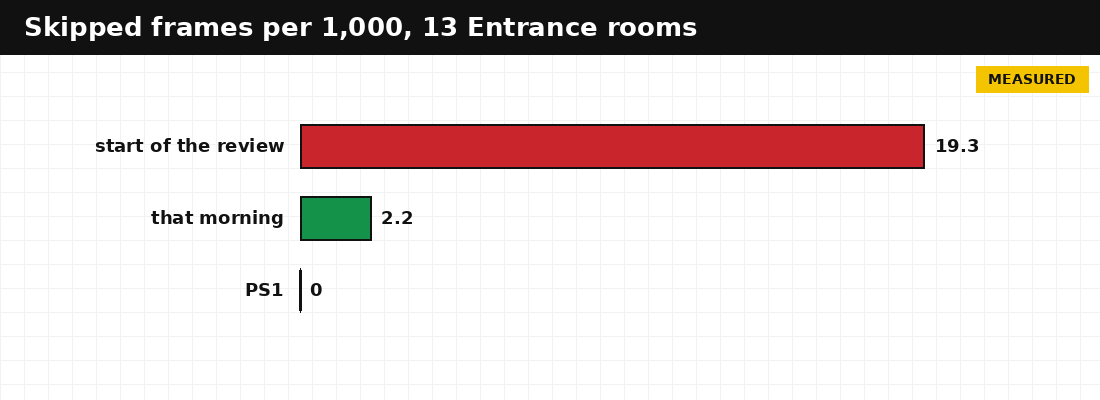 Skipped frames per 1,000, 13 Entrance rooms
MEASURED
start of the review 19.3
that morning 2.2
PS1 0